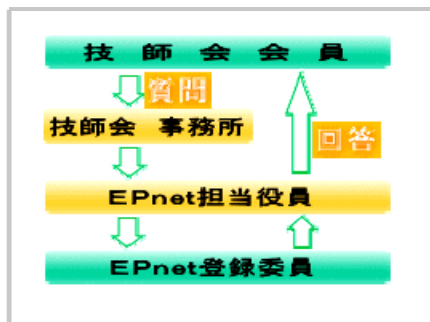 技師会会員
質問
技師会 事務所
回答
EPnet担当役員
EPnet登録委員